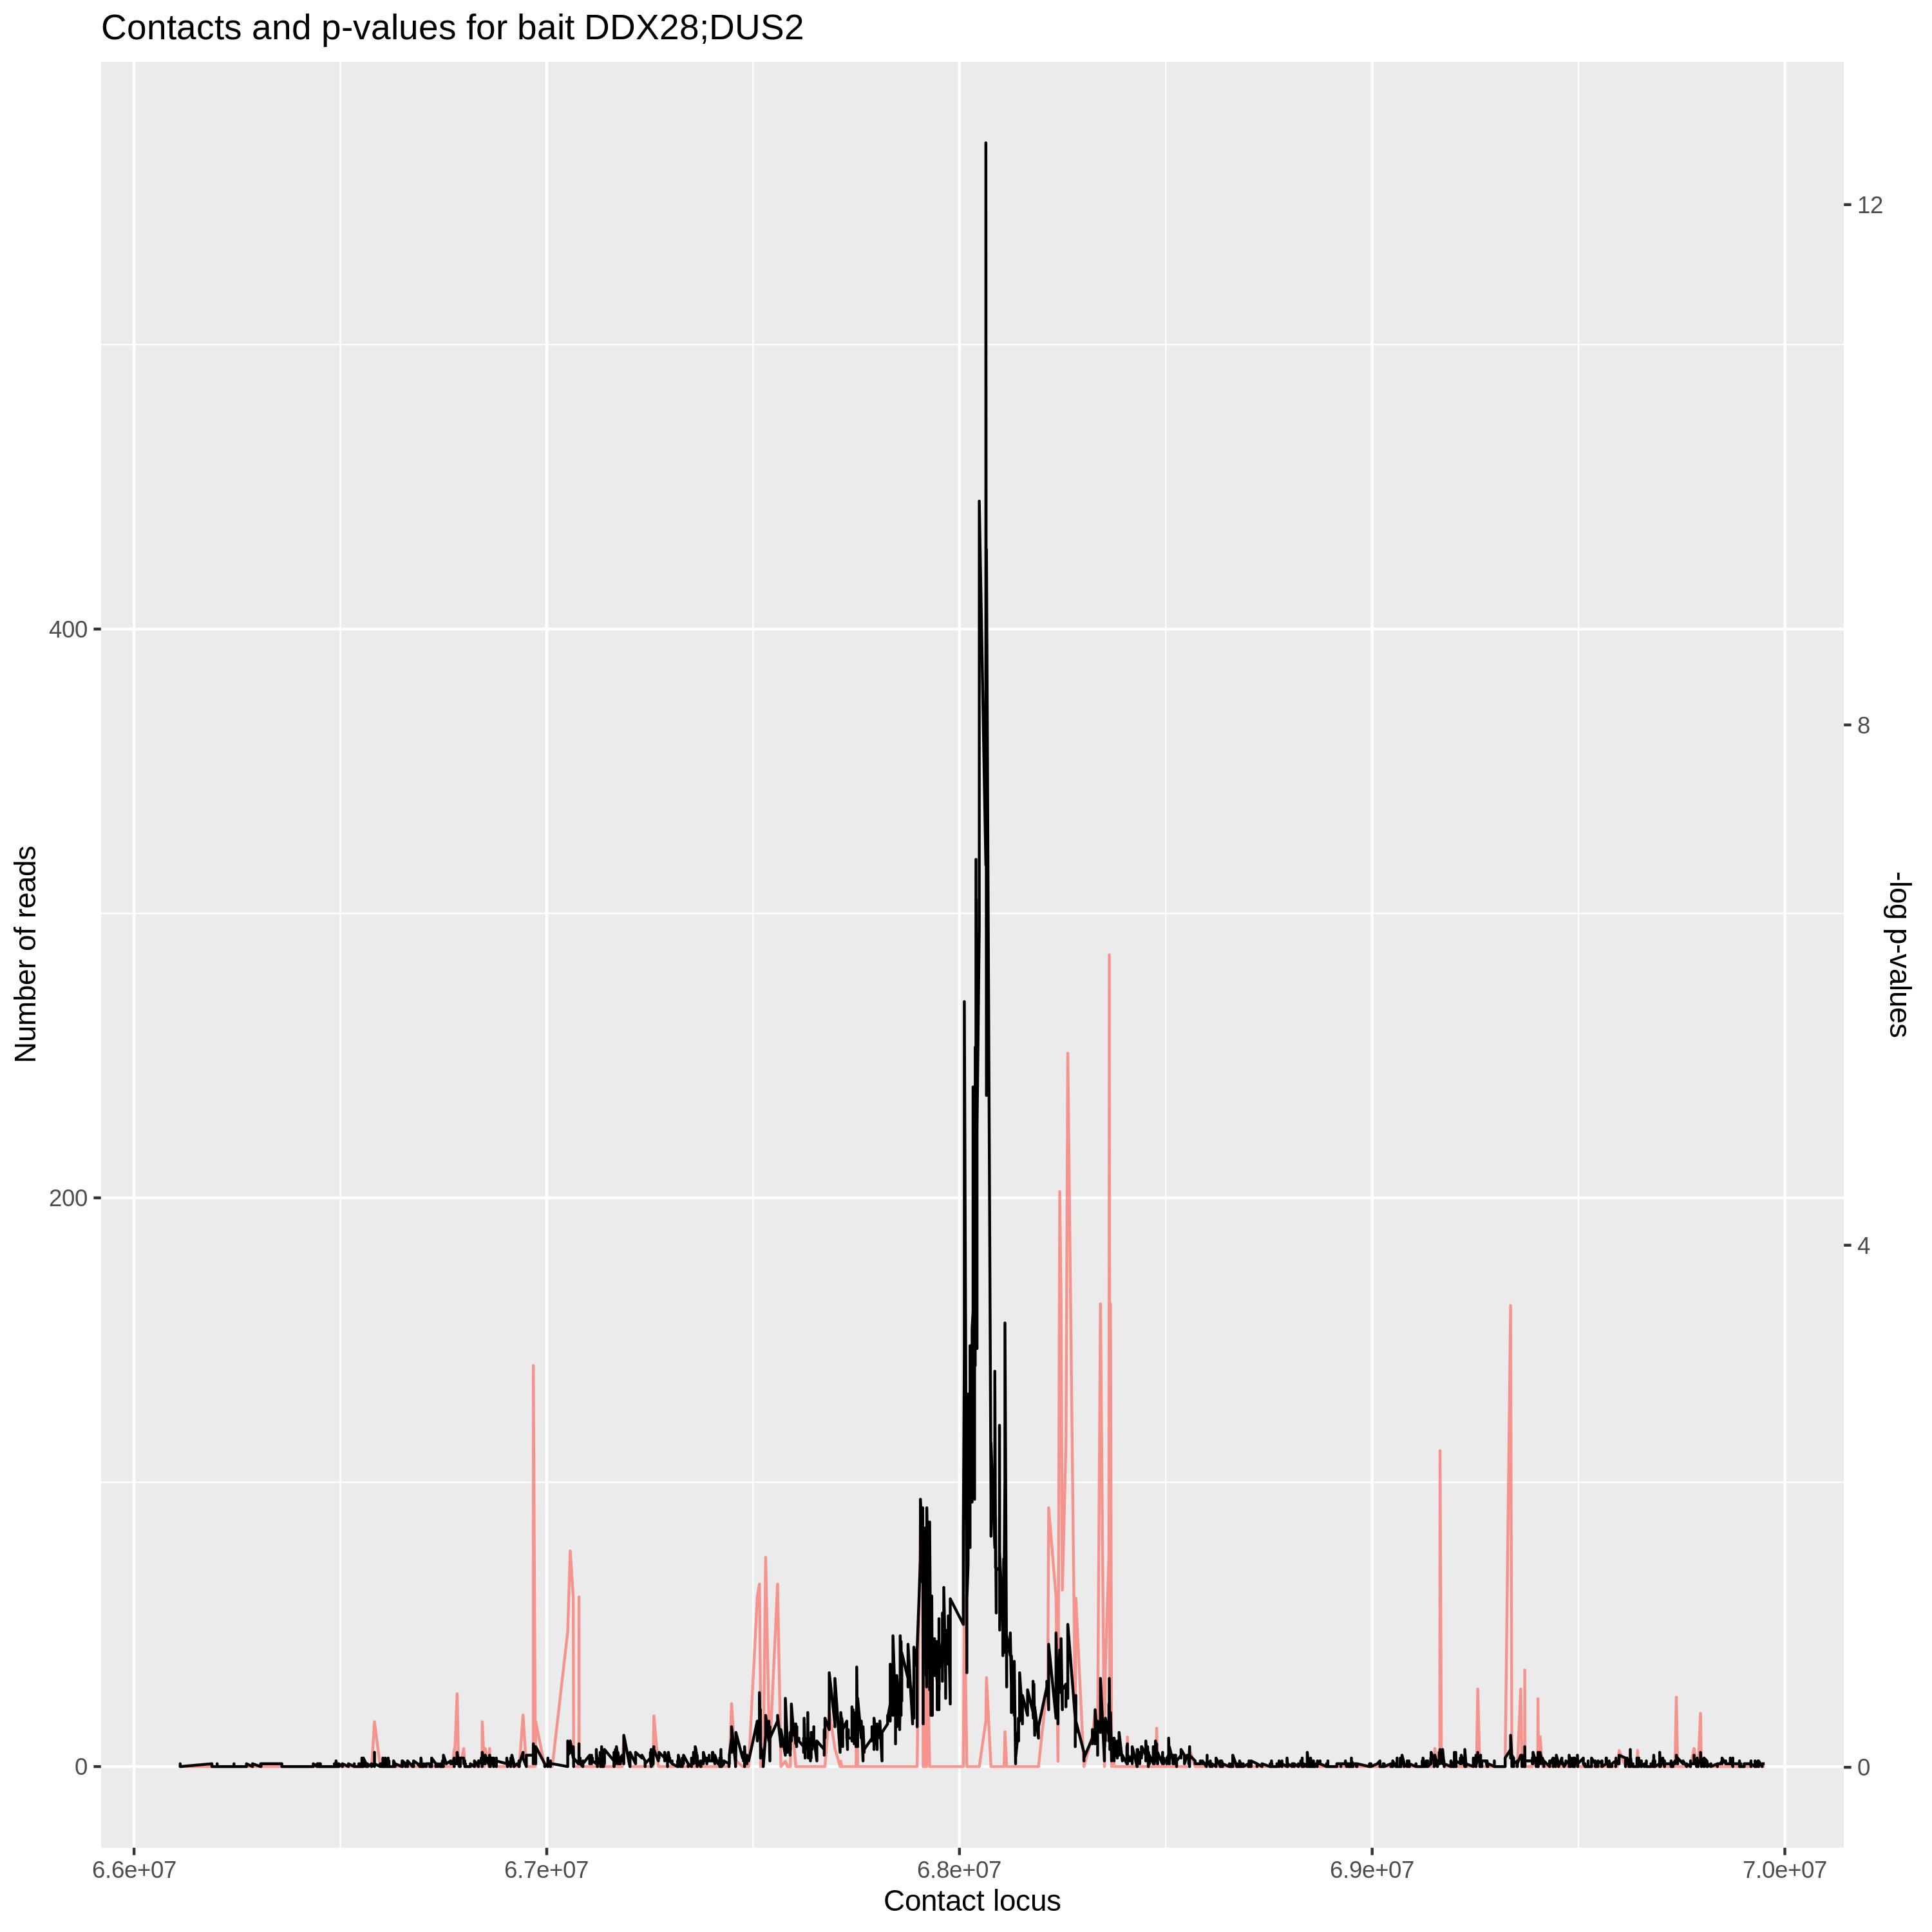 Contacts and p-values for bait DDX28;DUS2
12
400
8
Number of reads
-log p-values
200
4
0
0
6.6e+07
6.7e+07
6.8e+07
6.9e+07
7.0e+07
Contact locus